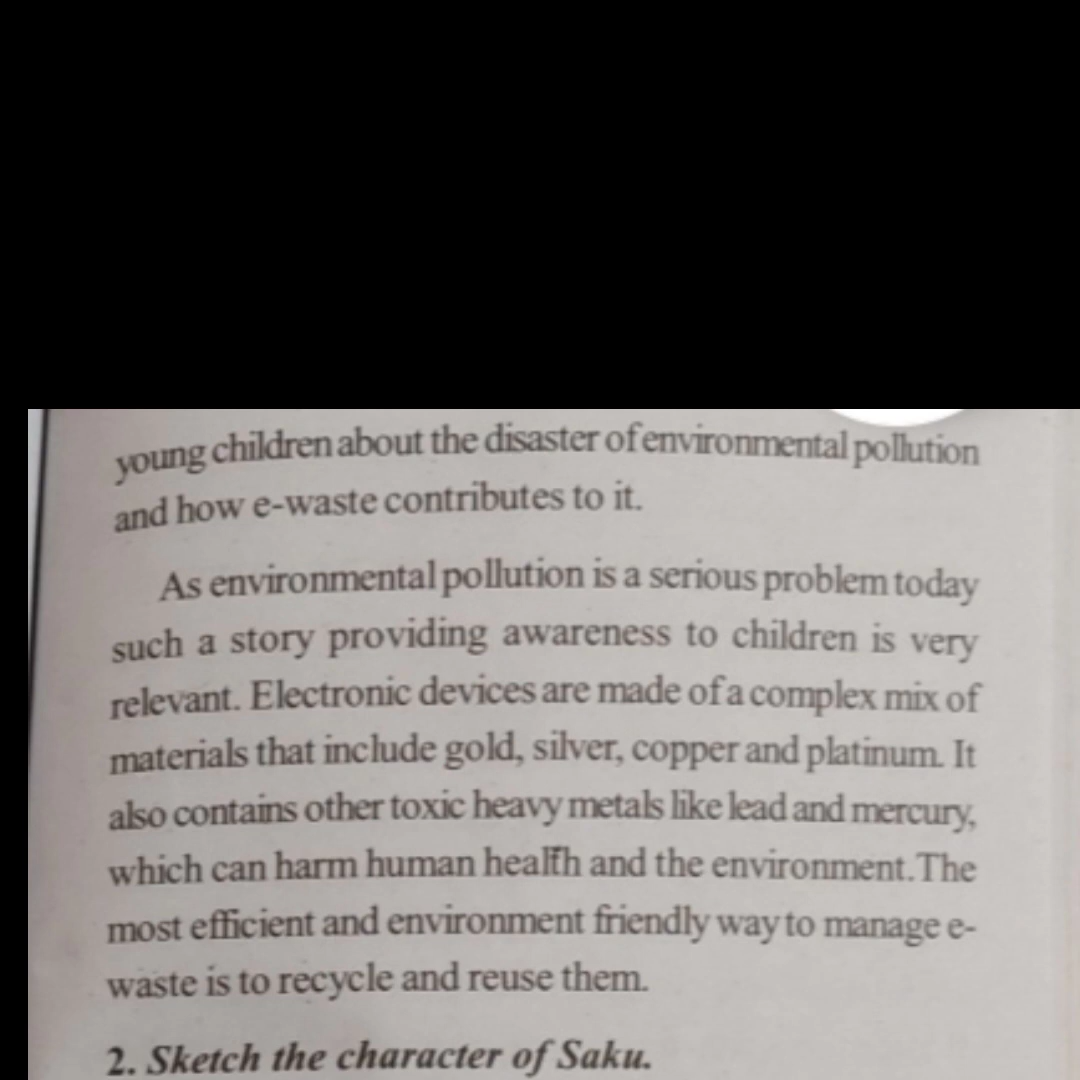 young children about the disaster of environmental pollution
and how e-waste contributes to it.
As environmental pollution is a serious problem today
such a story providing awareness to children is very
relevant. Electronic devices are made of a complex mix of
materials that include gold, silver, copper and platinum. It
also contains other toxic heavy metals like lead and mercury,
which can harm human health and the environment.The
most efficient and environment friendly way to manage e-
waste is to recycle and reuse them.
2. Sketch the character of Saku.